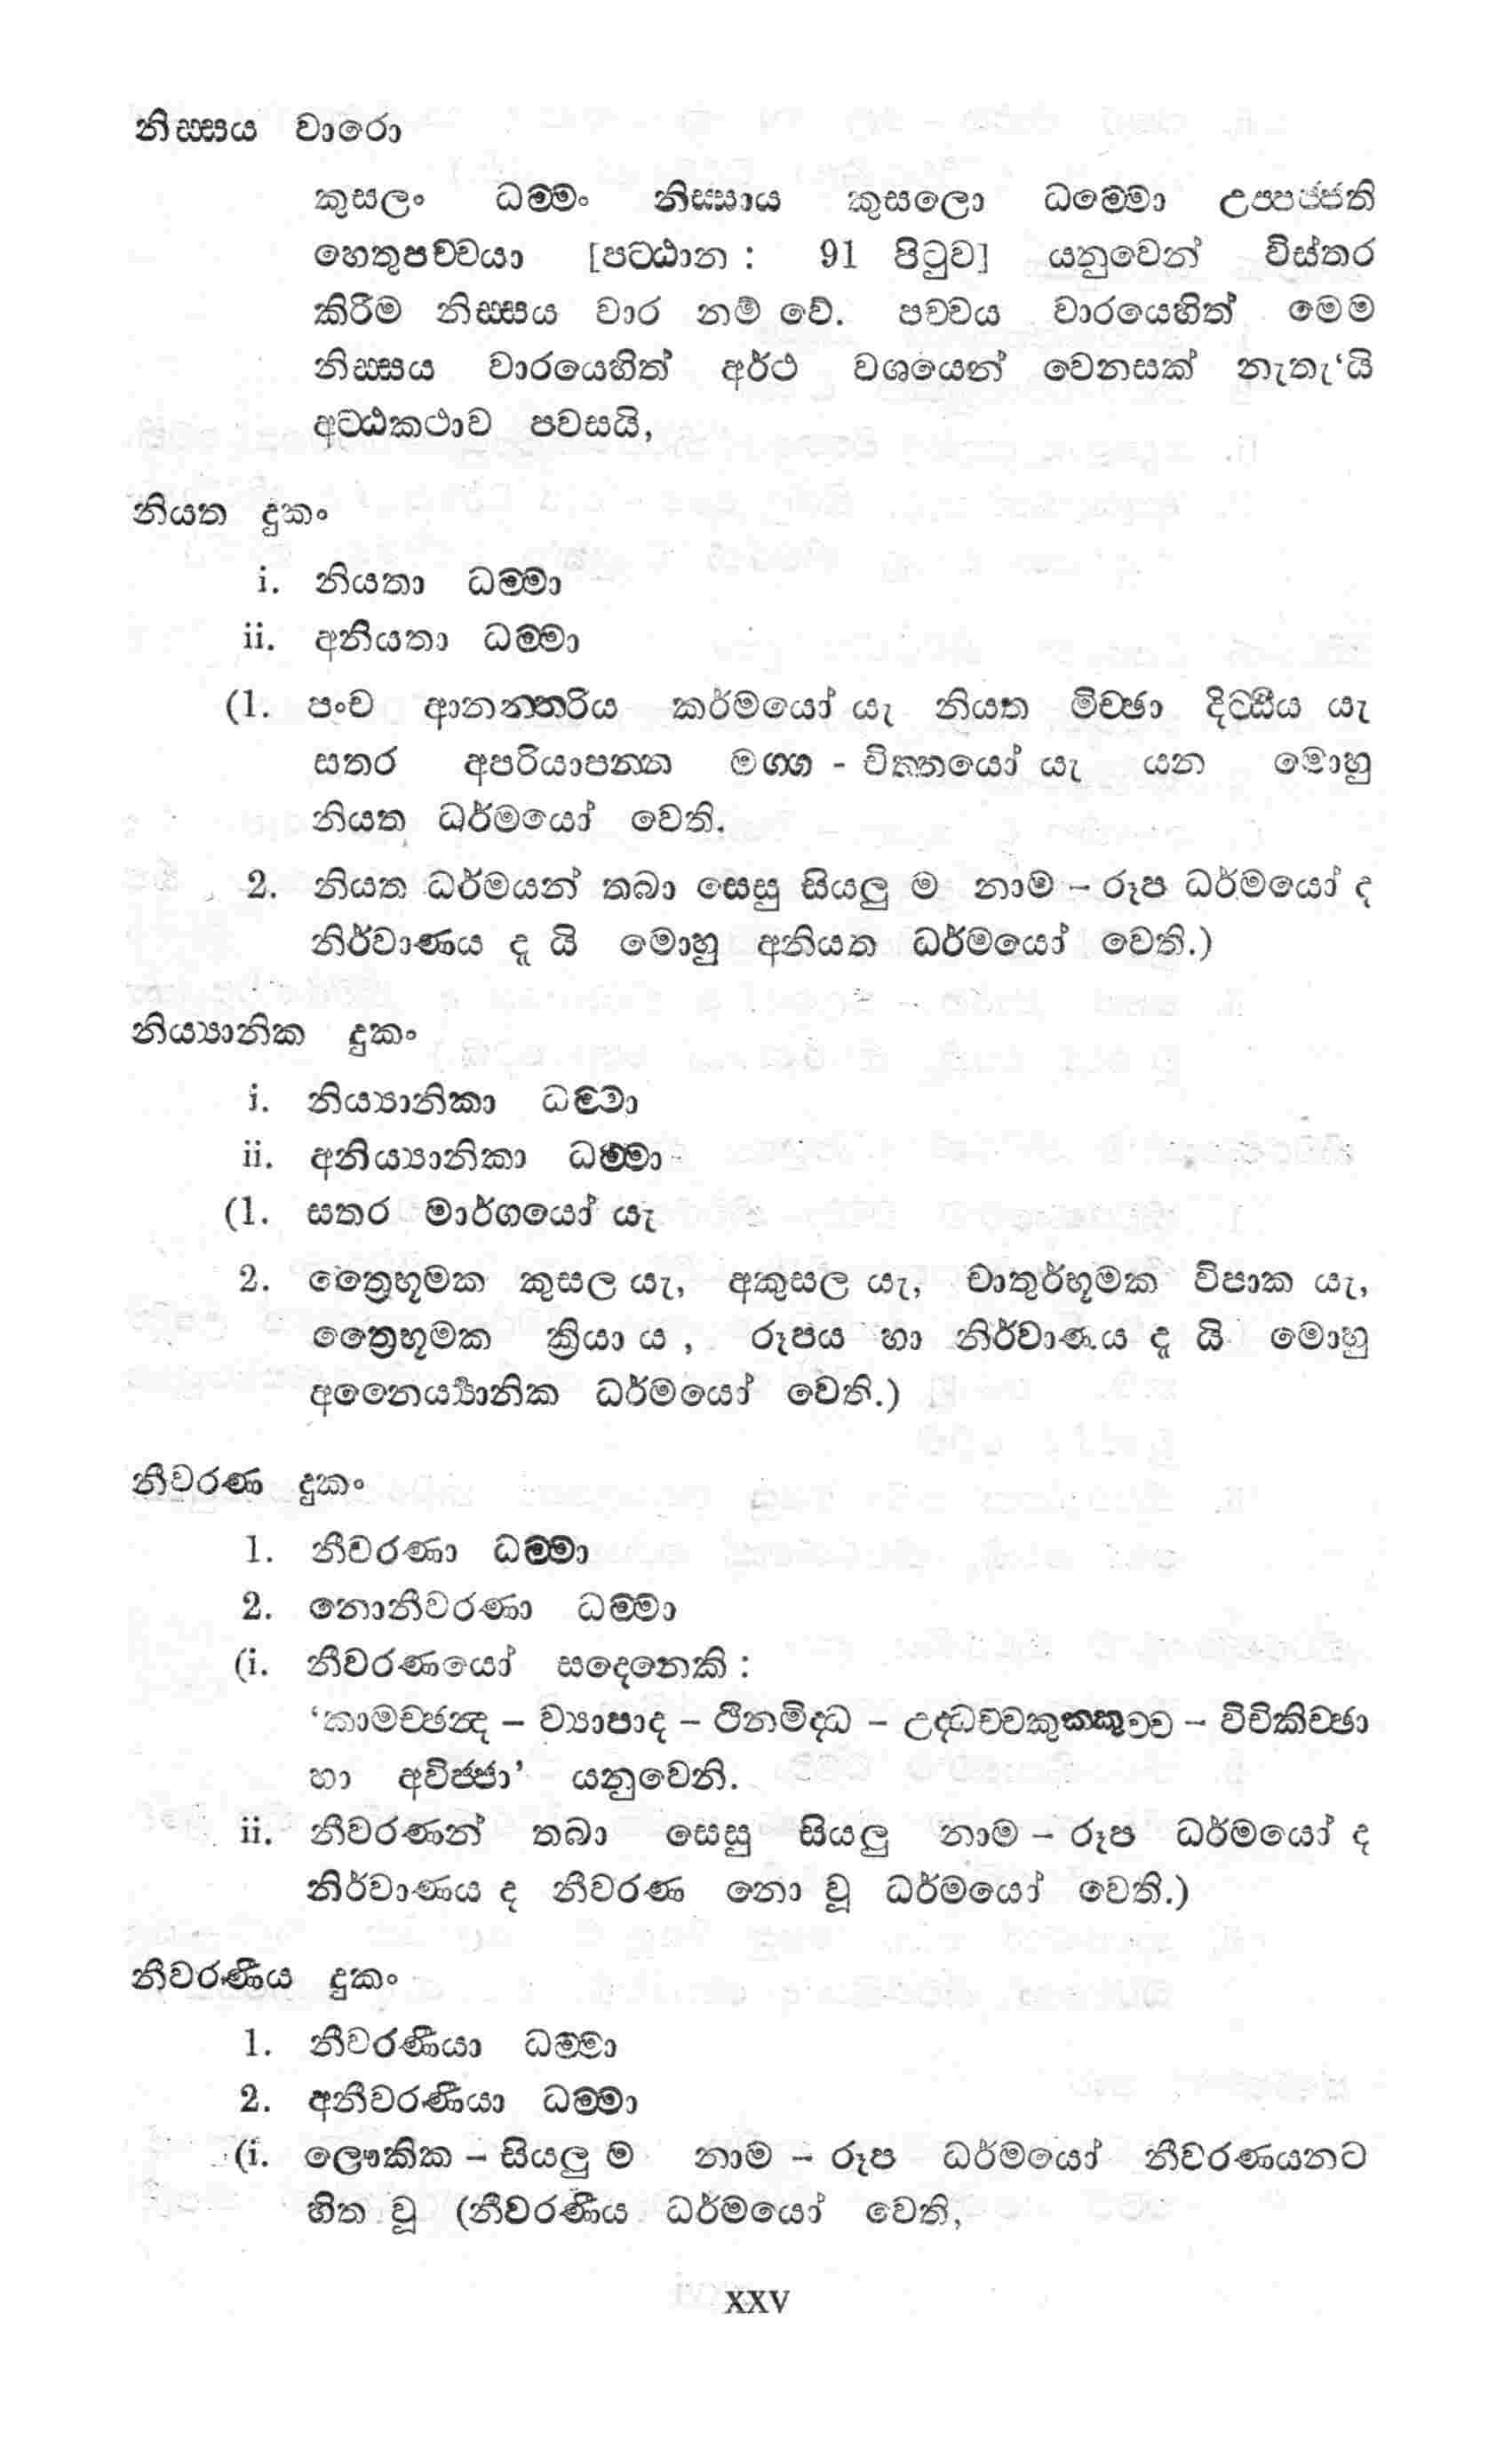 නිස්සය වාරො
කුසලං ධම්මං නිස්සාය කුසලො ධම්මො උප්පජ්ජති
හෙතුපච්චයා [පට්ඨාන : 91 පිටුව] යනුවෙන් විස්තර
කිරීම නිස්සය වාර නම් වේ. පච්චය වාරයෙහිත් මෙම
නිස්සය වාරයෙහිත් අර්ථ වශයෙන් වෙනසක් නැතැ‘යි
අට්ඨකථාව පවසයි,
නියත දුකං
i. නියතා ධම්මා
ii. අනියතා ධම්මා
(1. පංච ආනන්තරිය කර්මයෝ යැ නියත මිච්ඡා දිට්ඨිය යැ
සතර අපරියාපන්න මග්ග - චිත්තයෝ යැ යන මොහු
නියත ධර්මයෝ වෙති.
2. නියත ධර්මයන් තබා සෙසු සියලු ම නාම – රූප ධර්මයෝ ද
නිර්වාණය ද යි මොහු අනියත ධර්මයෝ වෙති.)
නිය්‍යානික දුකං
i. නිය්‍යානිකා ධම්මා
ii. අනිය්‍යානිකා ධම්මා
(1. සතර මාර්ගයෝ යැ
2. ත්‍රෛභූමක කුසල යැ, අකුසල යැ, චාතුර්භූමක විපාක යැ,
ත්‍රෛභූමක ක්‍රියා ය , රූපය හා නිර්වාණය ද යි මොහු
අනෛර්‍ය්‍යානික ධර්මයෝ වෙති.)
නීවරණ දුකං
1. නීවරණා ධම්මා
2. නොනීවරණා ධම්මා
(i. නීවරණයෝ සදෙනෙකි :
‘කාමච්ඡන්ද – ව්‍යාපාද – ථිනමිද්ධ – උද්ධච්චකුක්කුච්ච – විචිකිච්ඡා
හා අවිජ්ජා’ යනුවෙනි.
ii. නීවරණන් තබා සෙසු සියලු නාම – රූප ධර්මයෝ ද
නිර්වාණය ද නීවරණ නො වූ ධර්මයෝ වෙති.)
නීවරණීය දුකං
1. නීවරණීයා ධම්මා
2. අනීවරණීයා ධම්මා
(i. ලෞකික – සියලු ම නාම – රූප ධර්මයෝ නීවරණයනට
හිත වූ (නීවරණීය ධර්මයෝ වෙති,
XXV